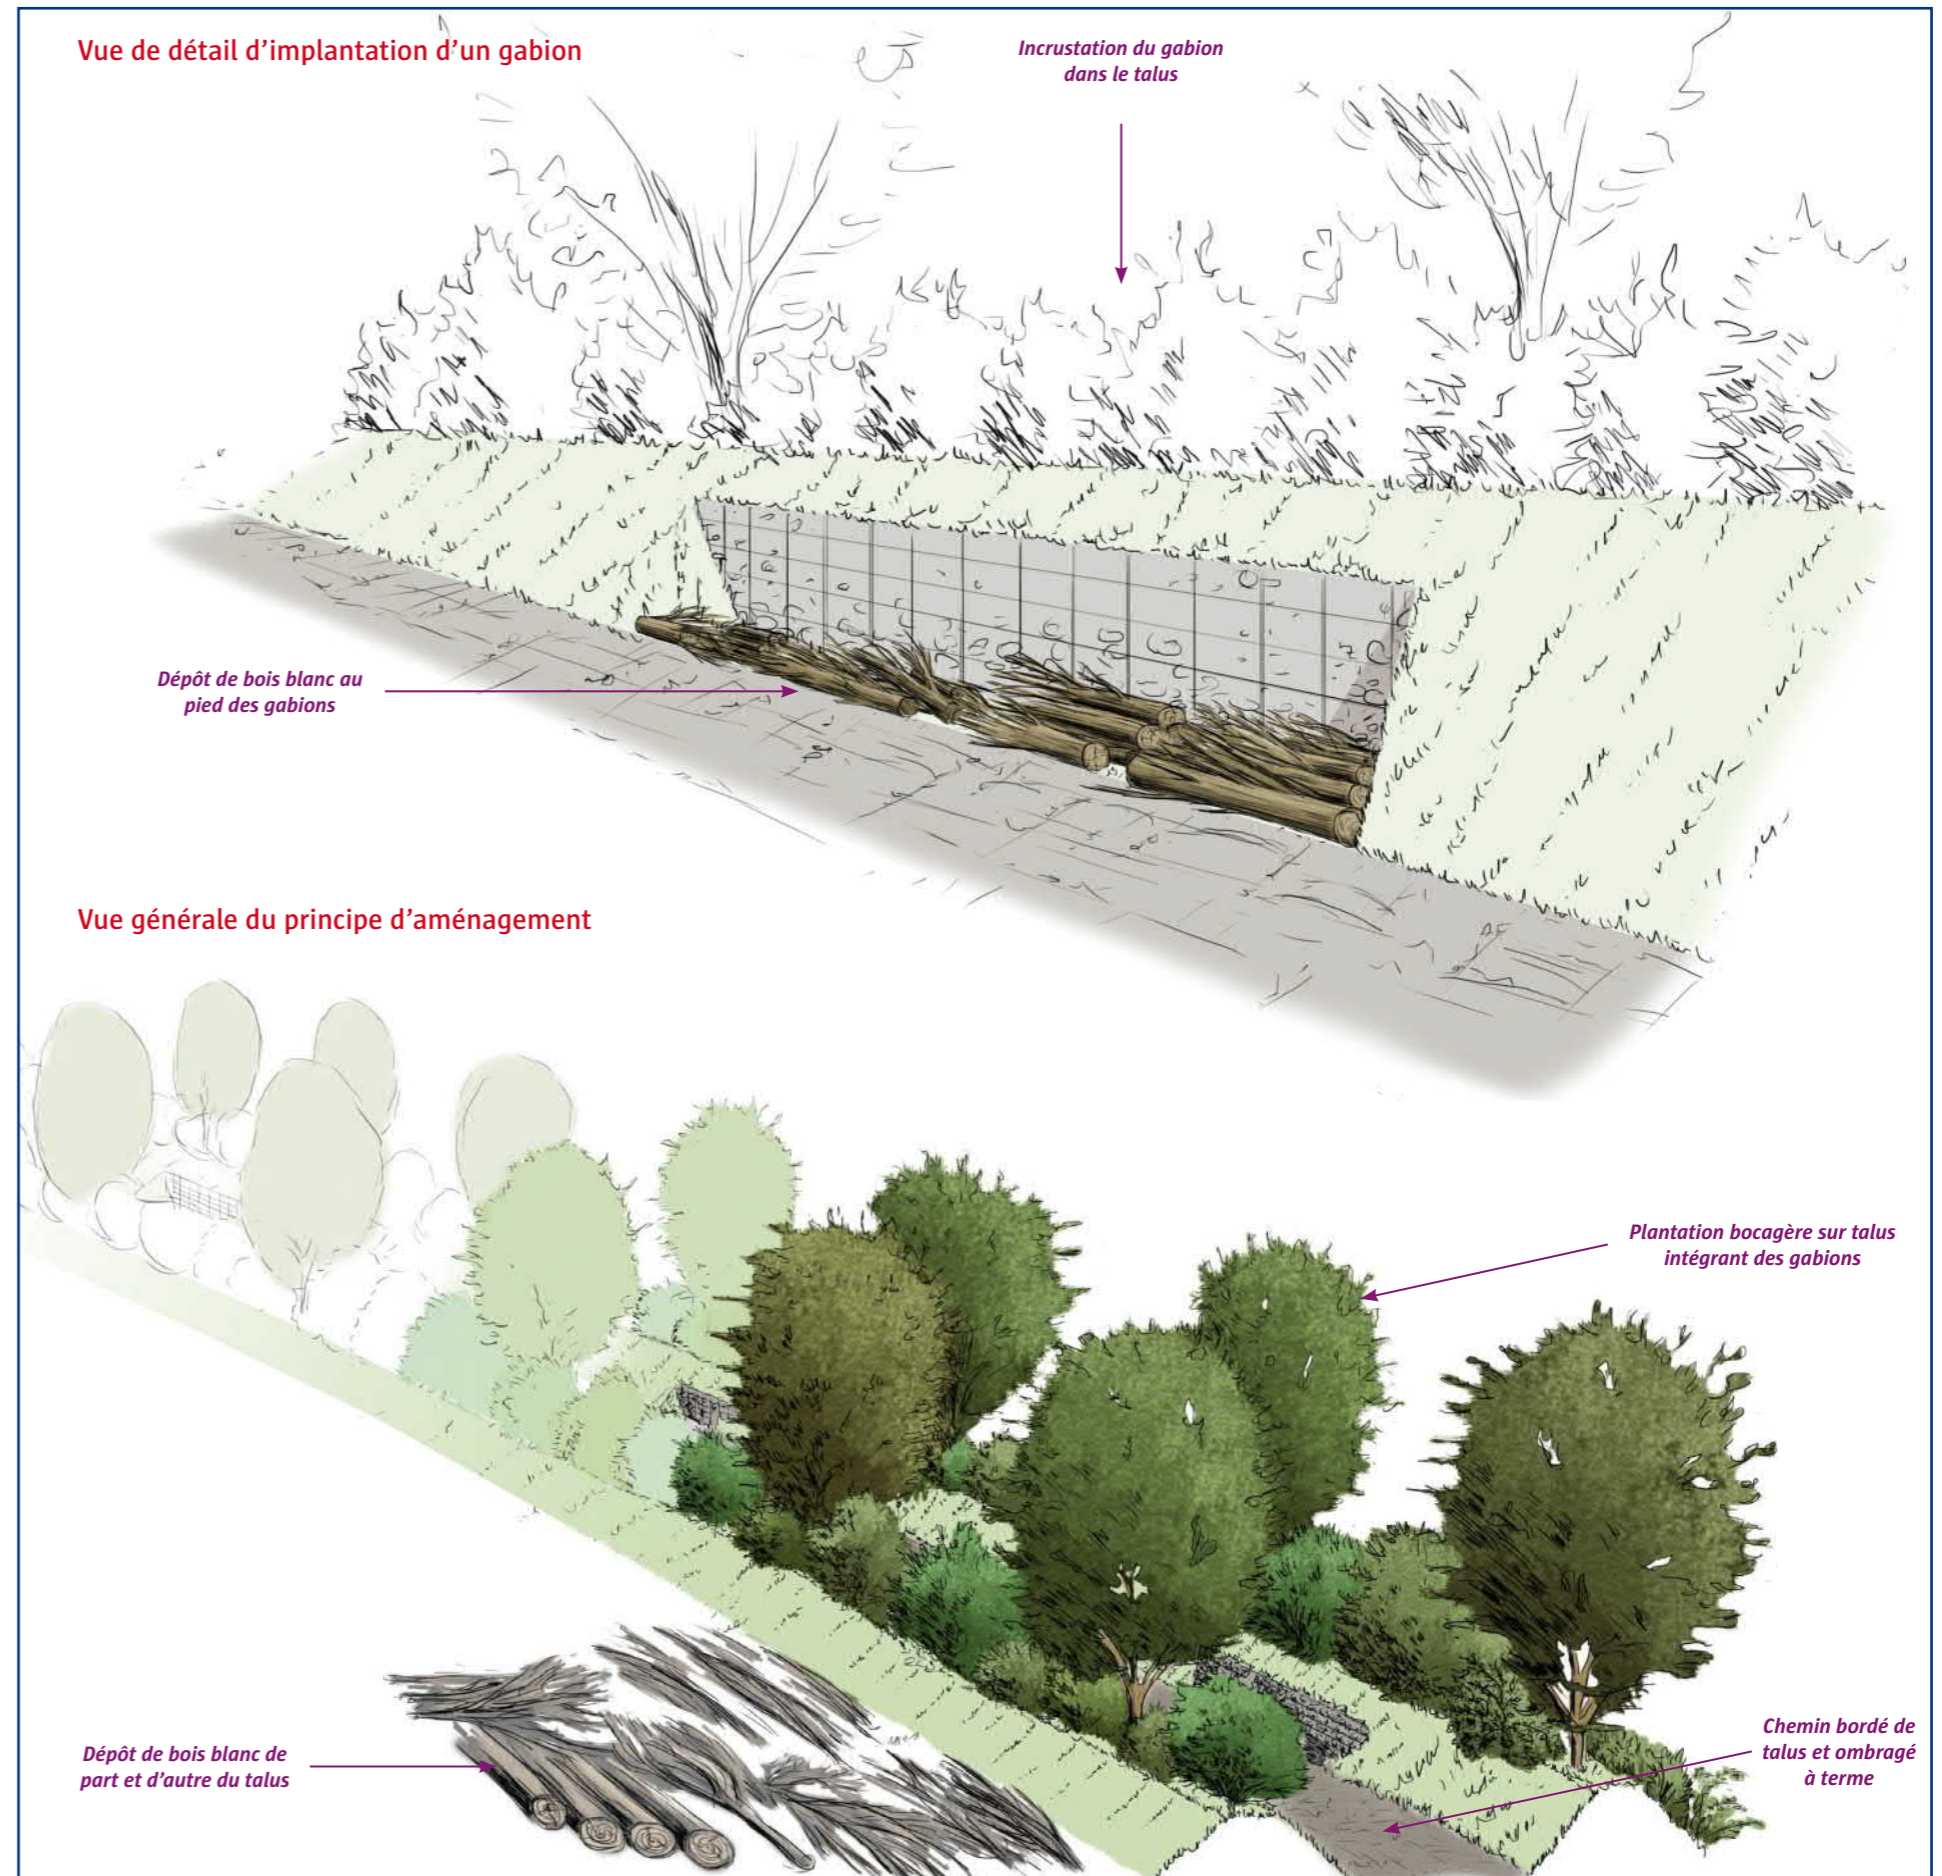 Vue de détail d'implantation d'un gabion
Incrustation du gabion
dans le talus
Dépôt de bois blanc au
pied des gabions
Vue générale du principe d'aménagement
Plantation bocagère sur talus
intégrant des gabions
Dépôt de bois blanc de
part et d'autre du talus
Chemin bordé de
talus et ombragé
à terme